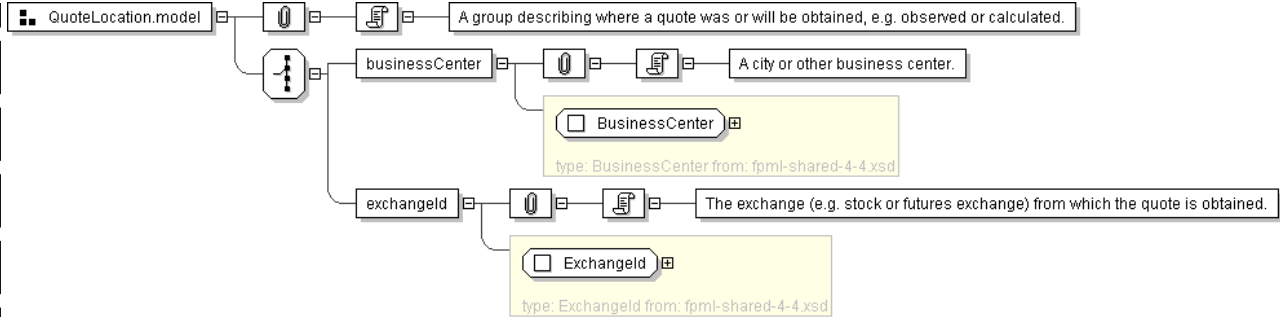 QuoteLocation.model
A group describing where a quote was or will be obtained, e.g. observed or calculated.
businessCenter
A city or other business center.
BusinessCenter
type: BusinessCenter from: fpml-shared-4-4.xsd
exchangeId
The exchange (e.g. stock or futures exchange) from which the quote is obtained.
ExchangeId
type: ExchangeId from: fpml-shared-4-4.xsd